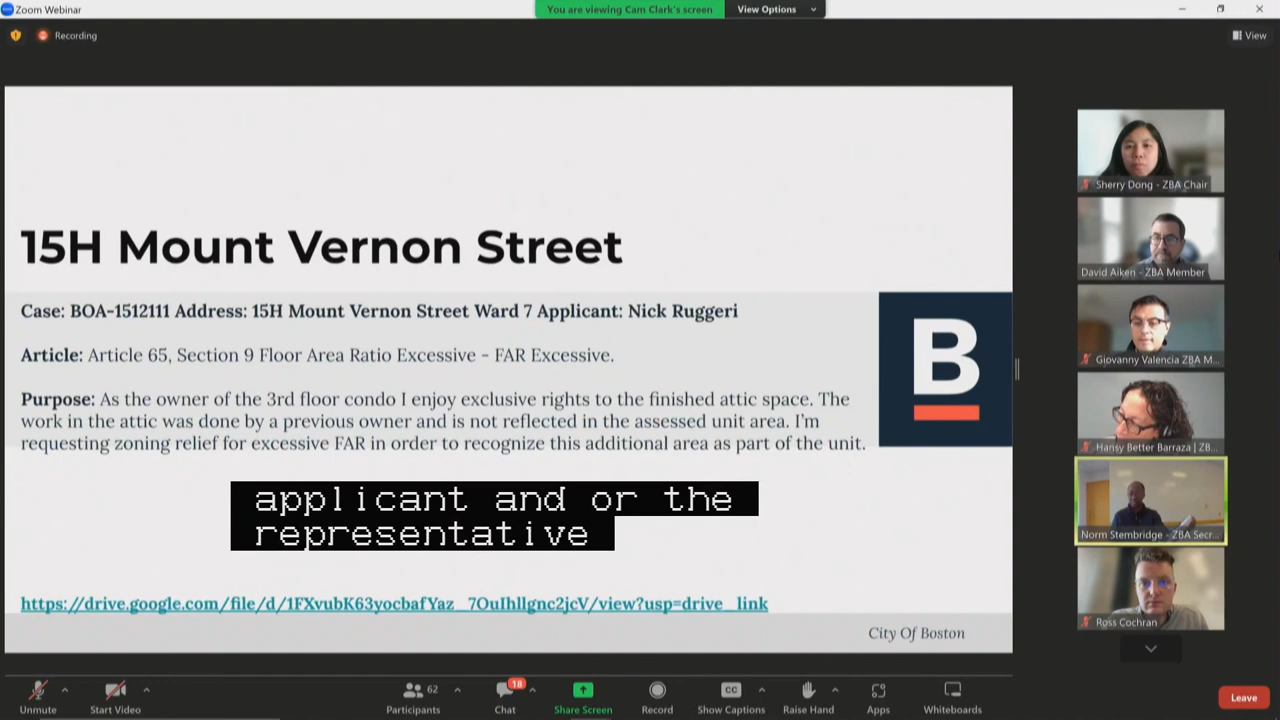 Zoom Webinar
You are viewing Cam Clark's screen
View Options
Recording
View
15H Mount Vernon Street
Case: BOA-1512111 Address: 15H Mount Vernon Street Ward 7 Applicant: Nick Ruggeri
Article: Article 65, Section 9 Floor Area Ratio Excessive - FAR Excessive.
Purpose: As the owner of the 3rd floor condo I enjoy exclusive rights to the finished attic space. The
work in the attic was done by a previous owner and is not reflected in the assessed unit area. I'm
requesting zoning relief for excessive FAR in order to recognize this additional area as part of the unit.
B
applicant and or the
representative
https://drive.google.com/file/d/1FXvubK63yocbafYaz_7OuIhllgnc2jcV/view?usp=drive_link
City Of Boston
Sherry Dong - ZBA Chair
David Aiken - ZBA Member
Giovanny Valencia ZBA M...
Hansy Better Barraza | ZB...
Norm Stembridge - ZBA Secr...
Ross Cochran
Unmute
Start Video
62
Participants
18
Chat
Share Screen
Record
CC
Show Captions
Raise Hand
Apps
Whiteboards
Leave